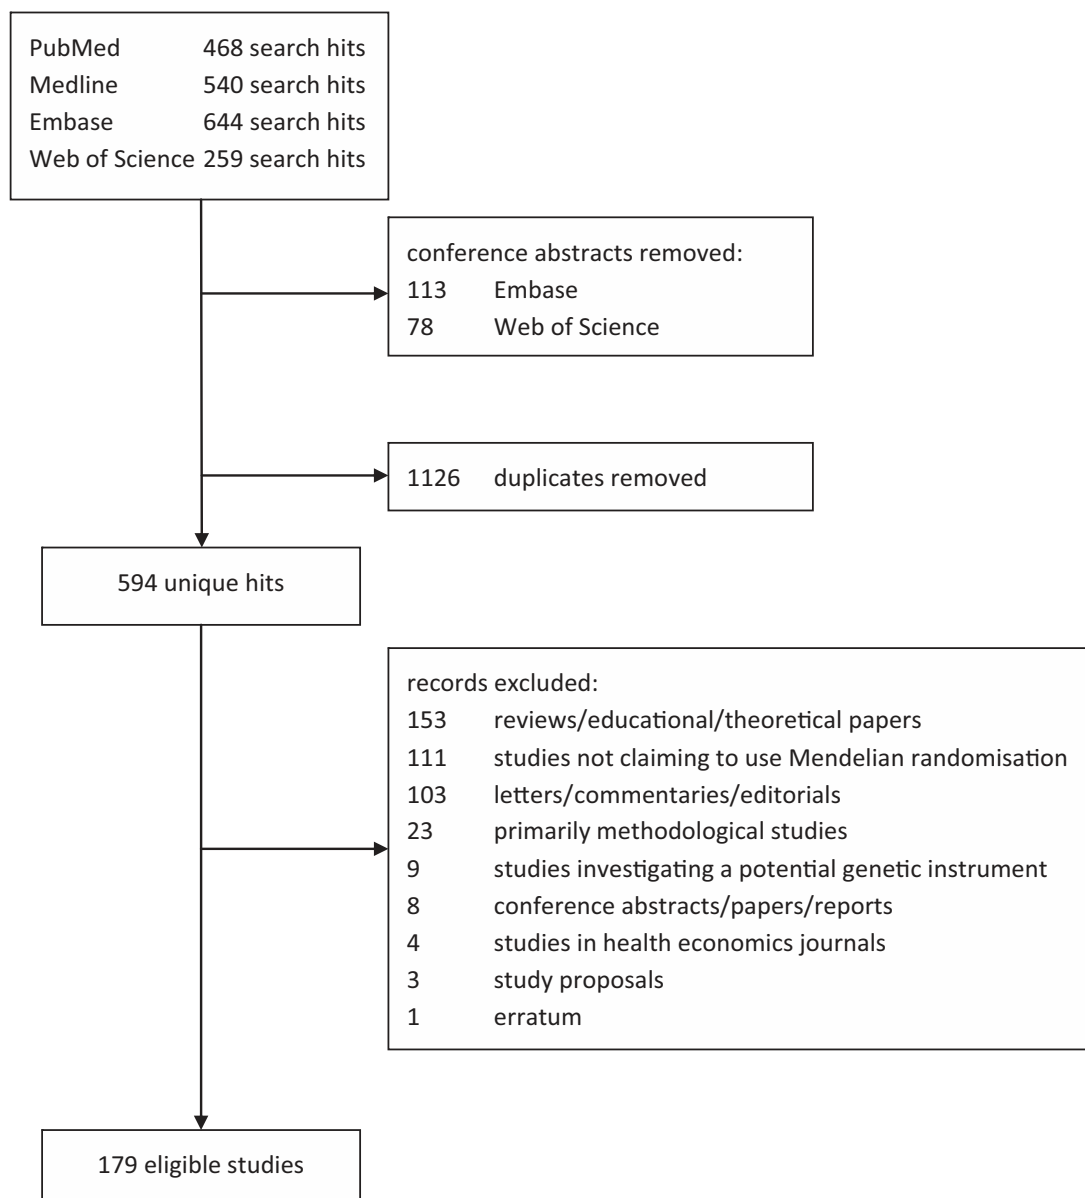 PubMed 468 search hits
Medline 540 search hits
Embase 644 search hits
Web of Science 259 search hits
conference abstracts removed:
113 Embase
78 Web of Science
1126 duplicates removed
594 unique hits
records excluded:
153 reviews/educational/theoretical papers
111 studies not claiming to use Mendelian randomisation
103 letters/commentaries/editorials
23 primarily methodological studies
9 studies investigating a potential genetic instrument
8 conference abstracts/papers/reports
4 studies in health economics journals
3 study proposals
1 erratum
179 eligible studies